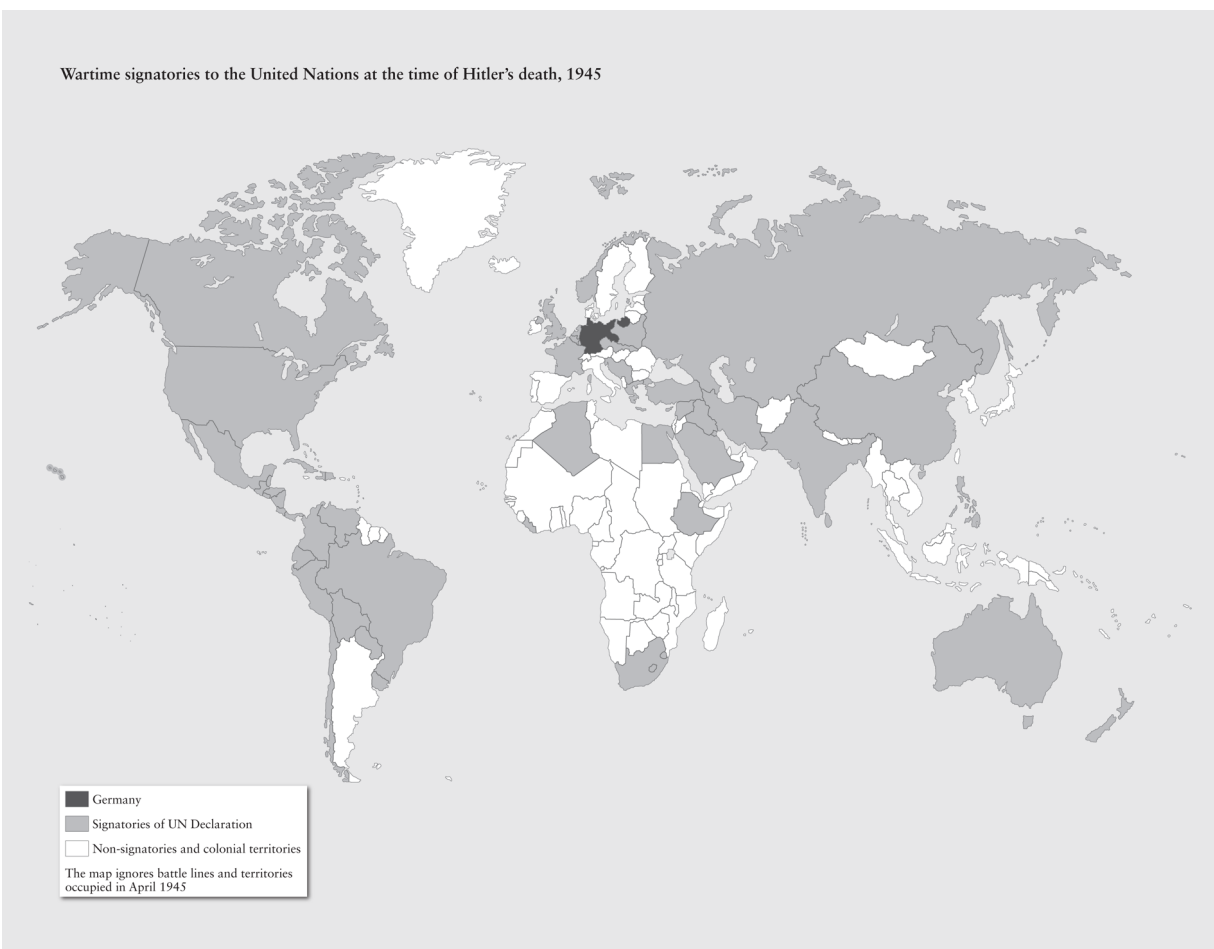 Wartime signatories to the United Nations at the time of Hitler’s death, 1945
Germany
Signatories of UN Declaration
Non-signatories and colonial territories
The map ignores battle lines and territories
occupied in April 1945